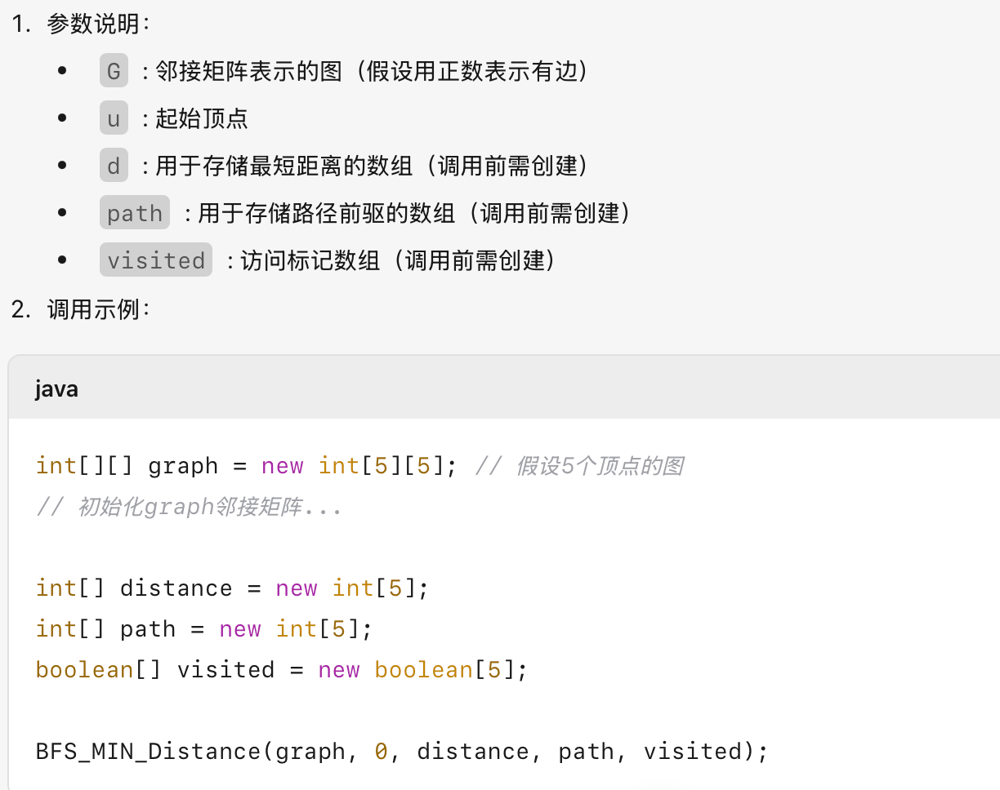 1. 参数说明：
• G ：邻接矩阵表示的图（假设用正数表示有边）
• u ：起始顶点
• d ：用于存储最短距离的数组（调用前需创建）
• path ：用于存储路径前驱的数组（调用前需创建）
• visited ：访问标记数组（调用前需创建）
2. 调用示例：
java
int[][] graph = new int[5][5]; // 假设5个顶点的图
// 初始化graph邻接矩阵...
int[] distance = new int[5];
int[] path = new int[5];
boolean[] visited = new boolean[5];
BFS_MIN_Distance(graph, 0, distance, path, visited);